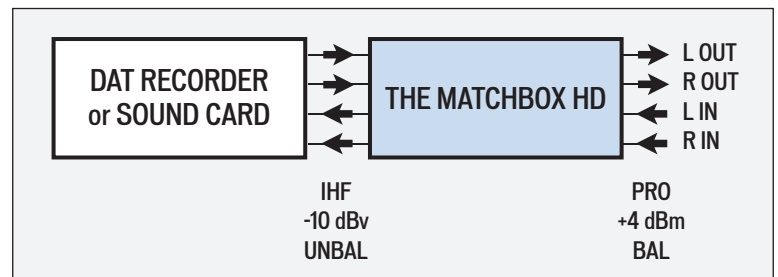 DAT RECORDER
or SOUND CARD
THE MATCHBOX HD
L OUT
R OUT
L IN
R IN
IHF
-10 dBv
UNBAL
PRO
+4 dBm
BAL